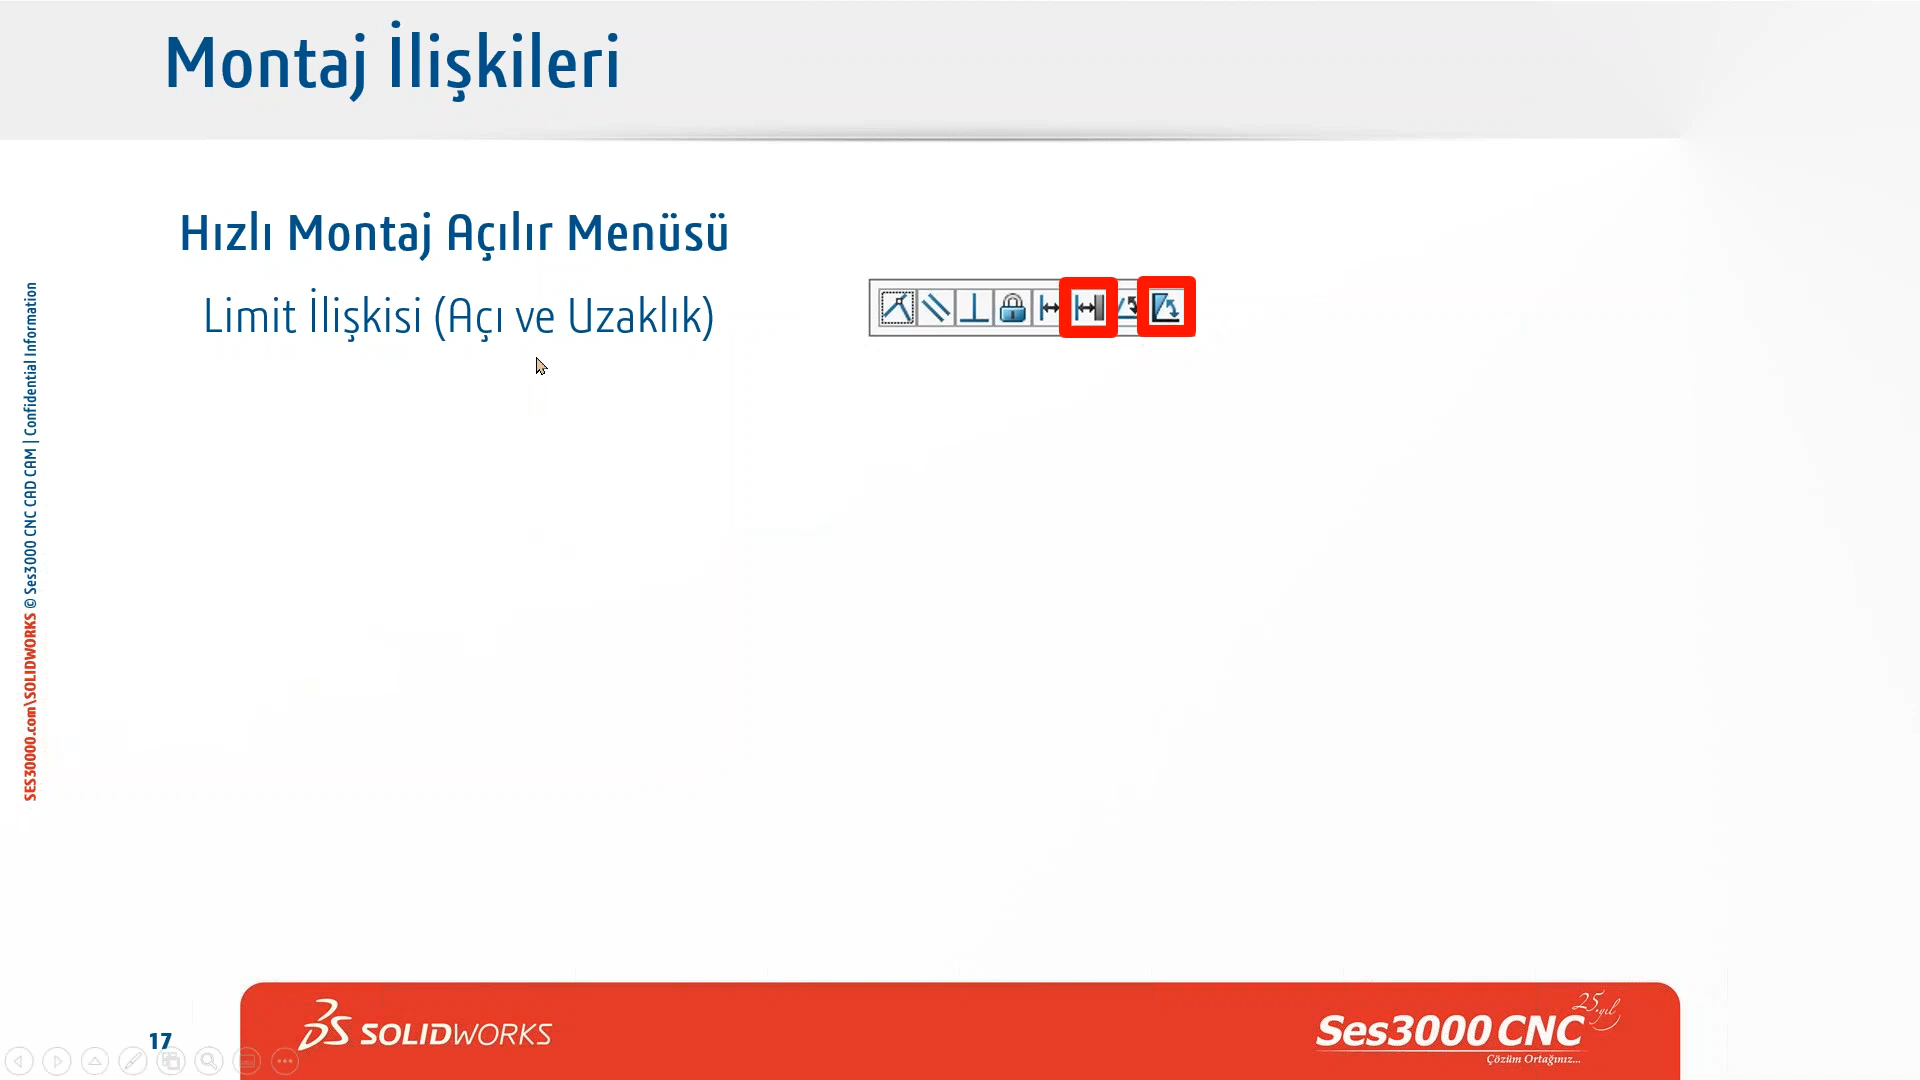 Montaj İlişkileri
Hızlı Montaj Açılır Menüsü
Limit İlişkisi (Açı ve Uzaklık)
SES30000.com\SOLIDWORKS © Ses3000 CNC CAD CAM | Confidential Information
17
SOLIDWORKS
25.yıl
Ses3000 CNC
Çözüm Ortağınız...